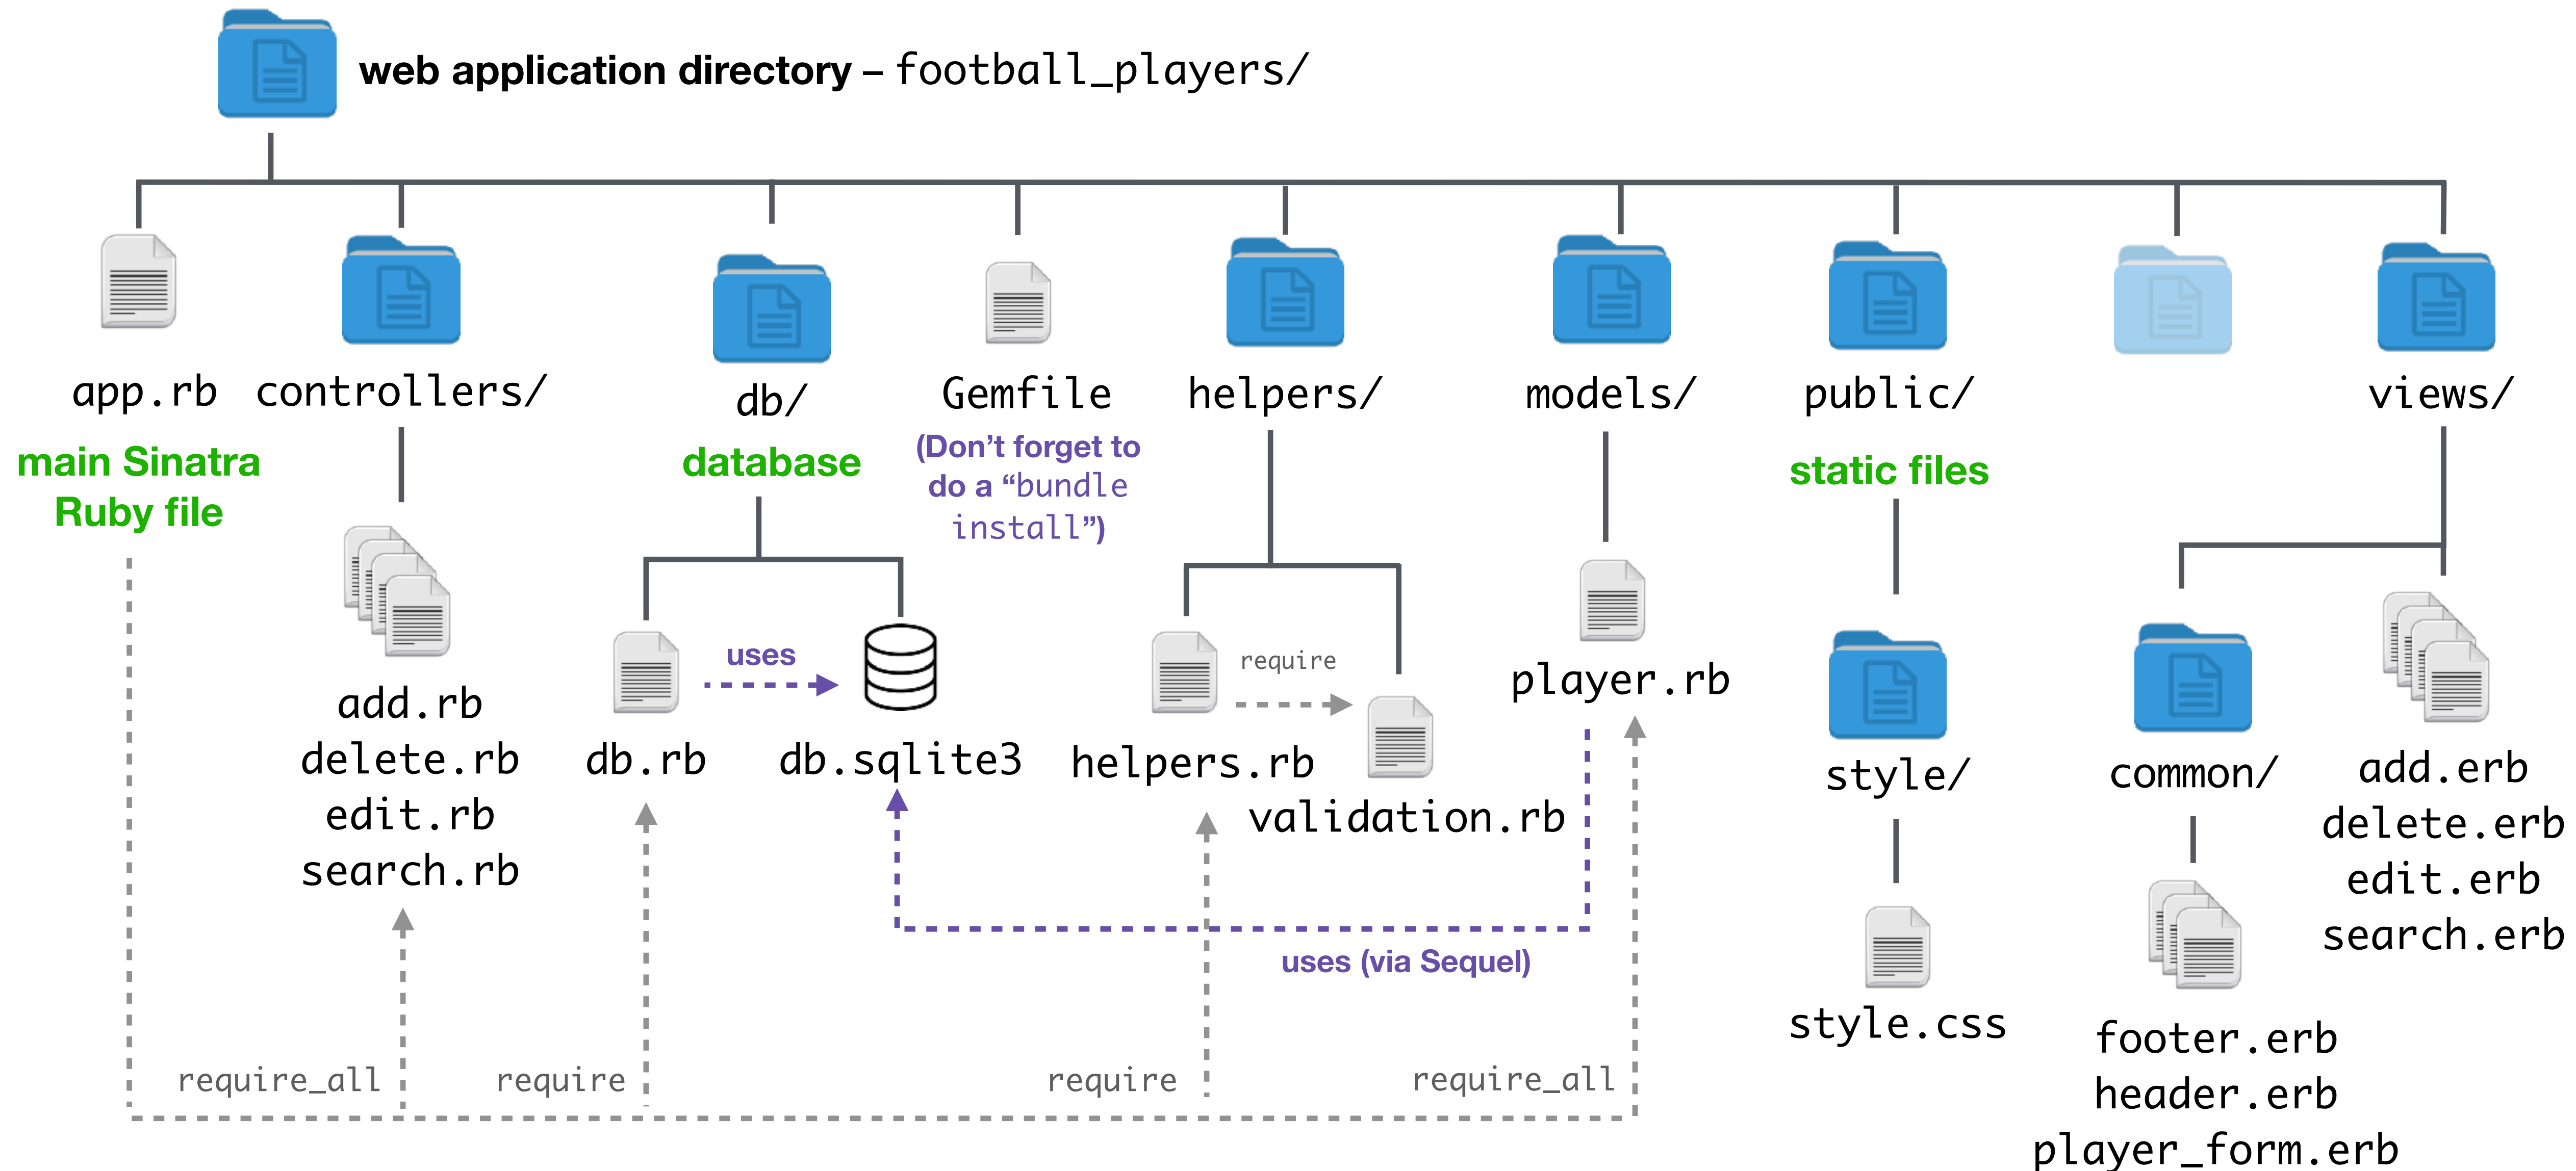 web application directory – football_players/
app.rb
controllers/
db/
Gemfile
helpers/
models/
public/
views/
main Sinatra
Ruby file
database
(Don’t forget to
do a “bundle
install”)
static files
add.rb
delete.rb
edit.rb
search.rb
uses
db.rb
db.sqlite3
require
helpers.rb
validation.rb
player.rb
style/
common/
add.erb
delete.erb
edit.erb
search.erb
uses (via Sequel)
style.css
footer.erb
header.erb
player_form.erb
require_all
require
require
require_all